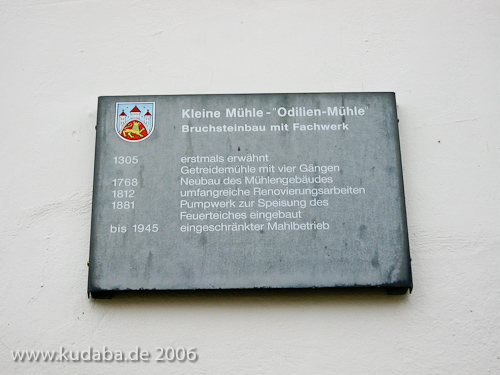 Kleine Mühle - "Odilien-Mühle"
Bruchsteinbau mit Fachwerk
1305 erstmals erwähnt
Getreidemühle mit vier Gängen
1768 Neubau des Mühlengebäudes
1812 umfangreiche Renovierungsarbeiten
1881 Pumpwerk zur Speisung des
Feuerteiches eingebaut
bis 1945 eingeschränkter Mahlbetrieb
www.kudaba.de 2006